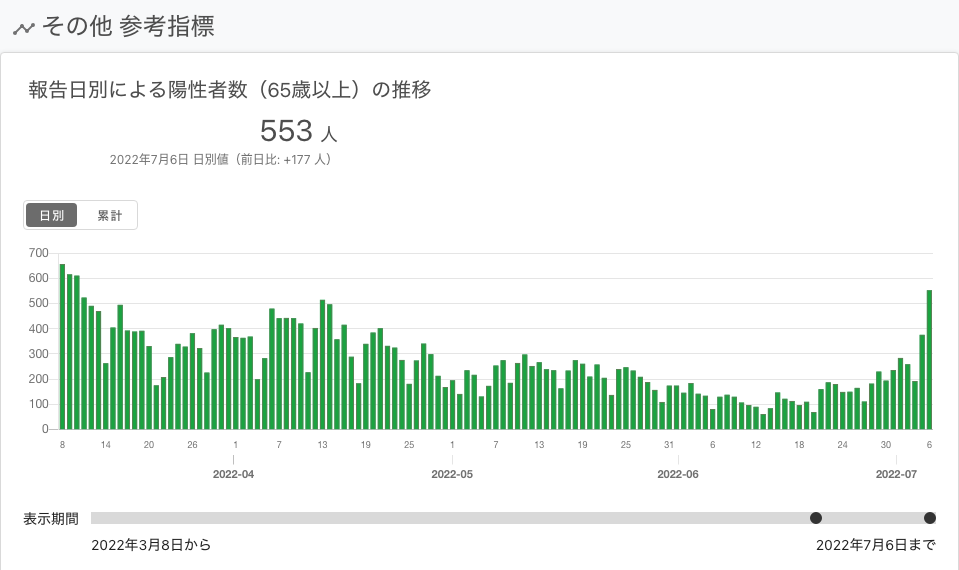 その他 参考指標
報告日別による陽性者数（65歳以上）の推移
553 人
2022年7月6日 日別値（前日比: +177 人）
日別 累計
700
600
500
400
300
200
100
0
8 14 20 26 1 7 13 19 25 1 7 13 19 25 31 6 12 18 24 30 6
2022-04 2022-05 2022-06 2022-07
表示期間
2022年3月8日から 2022年7月6日まで